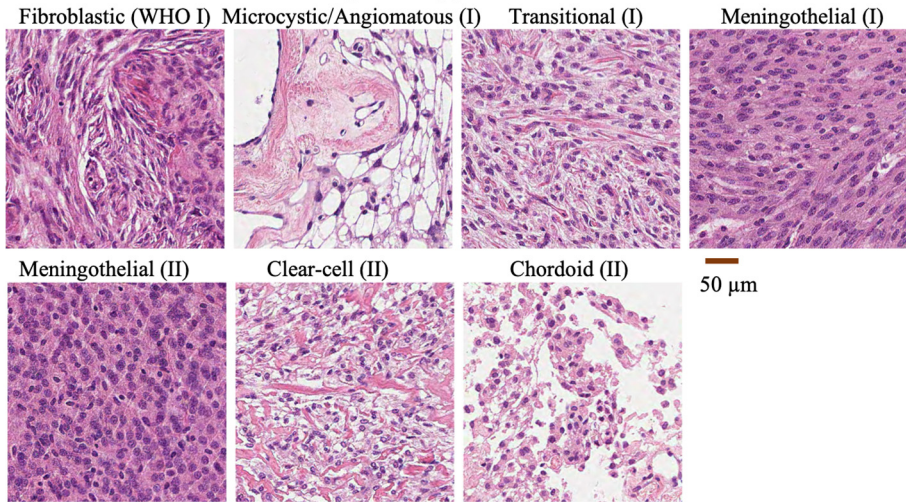 Fibroblastic (WHO I) Microcystic/Angiomatous (I) Transitional (I) Meningothelial (I)
Meningothelial (II) Clear-cell (II) Chordoid (II)
50 µm